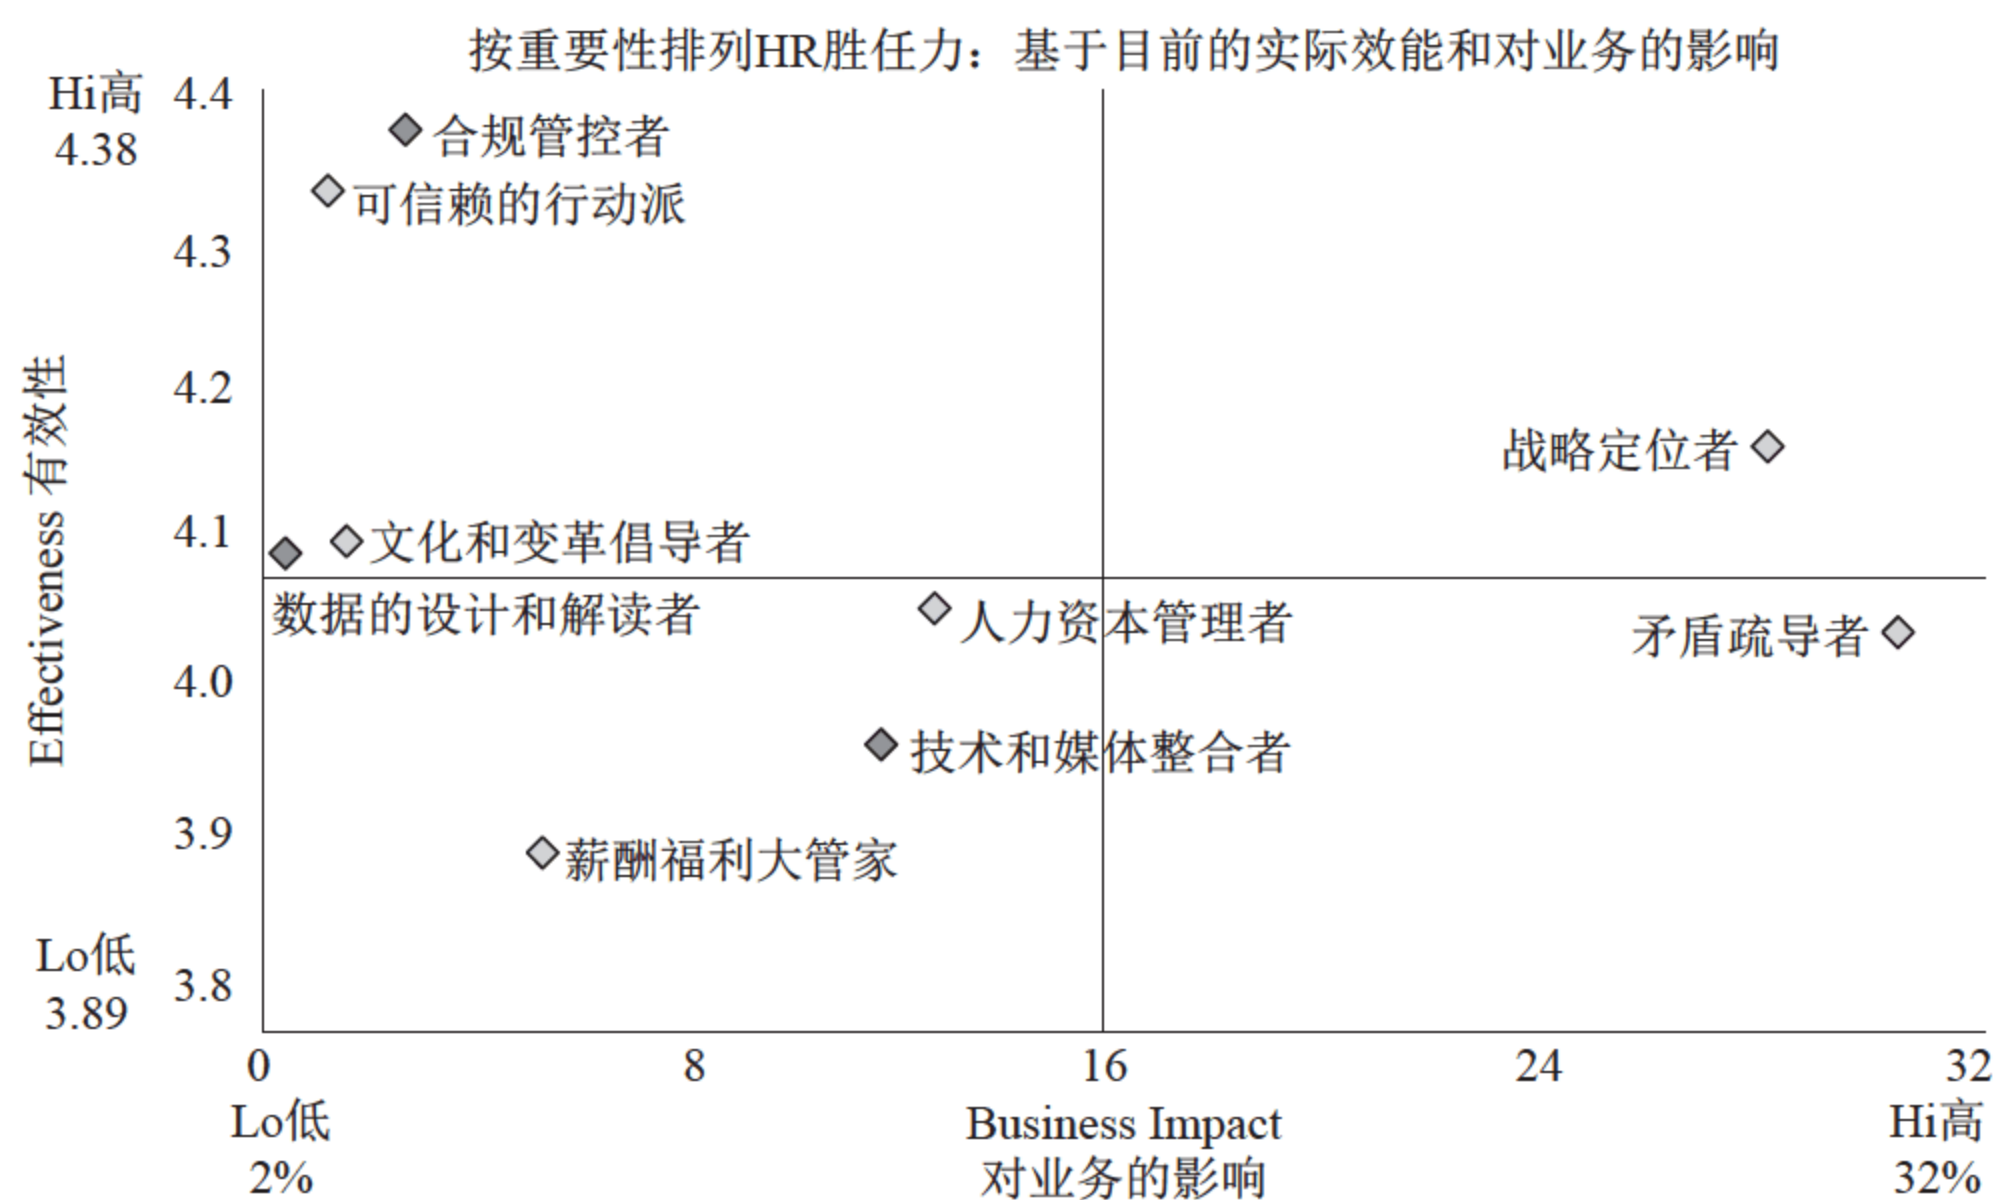 按重要性排列HR胜任力：基于目前的实际效能和对业务的影响
Hi高
4.38
4.4
4.3
4.2
4.1
4.0
3.9
3.8
Lo低
3.89
Effectiveness 有效性
合规管控者
可信赖的行动派
战略定位者
文化和变革倡导者
数据的设计和解读者
人力资本管理者
矛盾疏导者
技术和媒体整合者
薪酬福利大管家
0
8
16
24
32
Lo低
2%
Business Impact
对业务的影响
Hi高
32%